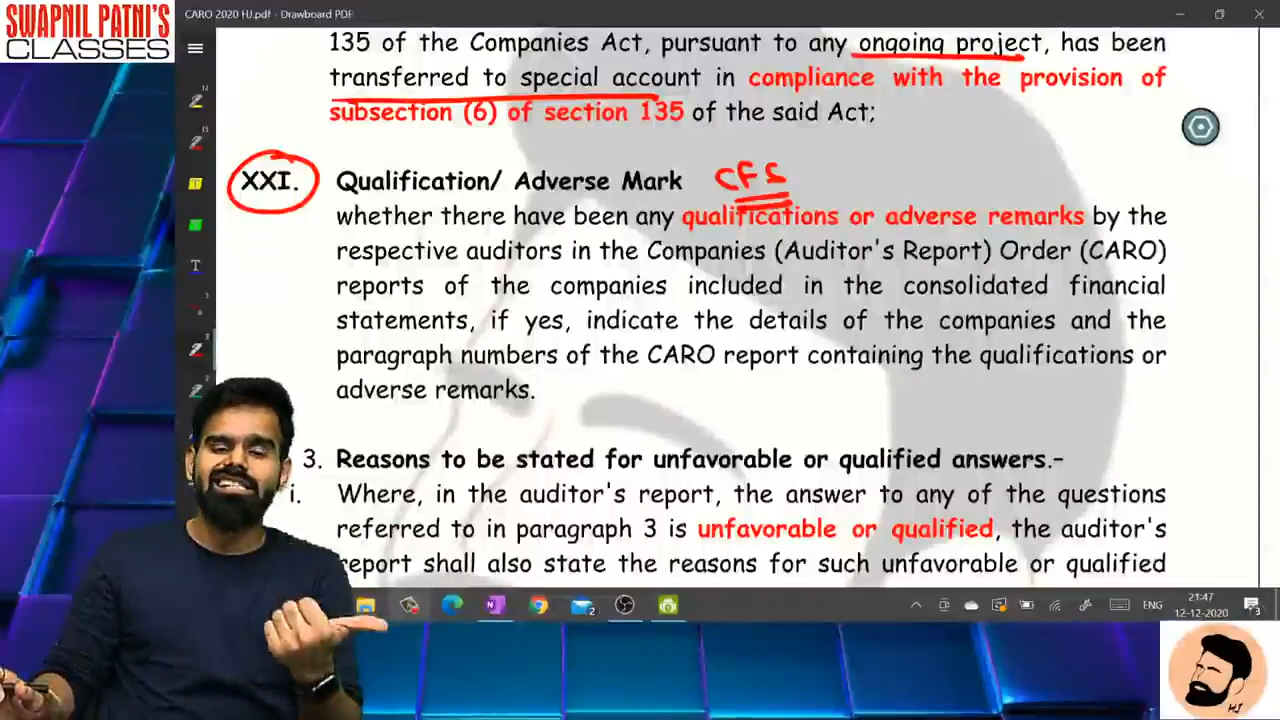 SWAPNIL PATNI'S
CLASSES
CARO 2020 HJ.pdf - Drawboard PDF
135 of the Companies Act, pursuant to any ongoing project, has been
transferred to special account in compliance with the provision of
subsection (6) of section 135 of the said Act;
XXI. Qualification/ Adverse Mark CFS
whether there have been any qualifications or adverse remarks by the
respective auditors in the Companies (Auditor's Report) Order (CARO)
reports of the companies included in the consolidated financial
statements, if yes, indicate the details of the companies and the
paragraph numbers of the CARO report containing the qualifications or
adverse remarks.
3. Reasons to be stated for unfavorable or qualified answers.-
i. Where, in the auditor's report, the answer to any of the questions
referred to in paragraph 3 is unfavorable or qualified, the auditor's
report shall also state the reasons for such unfavorable or qualified
ENG
21:47
12-12-2020
HJ